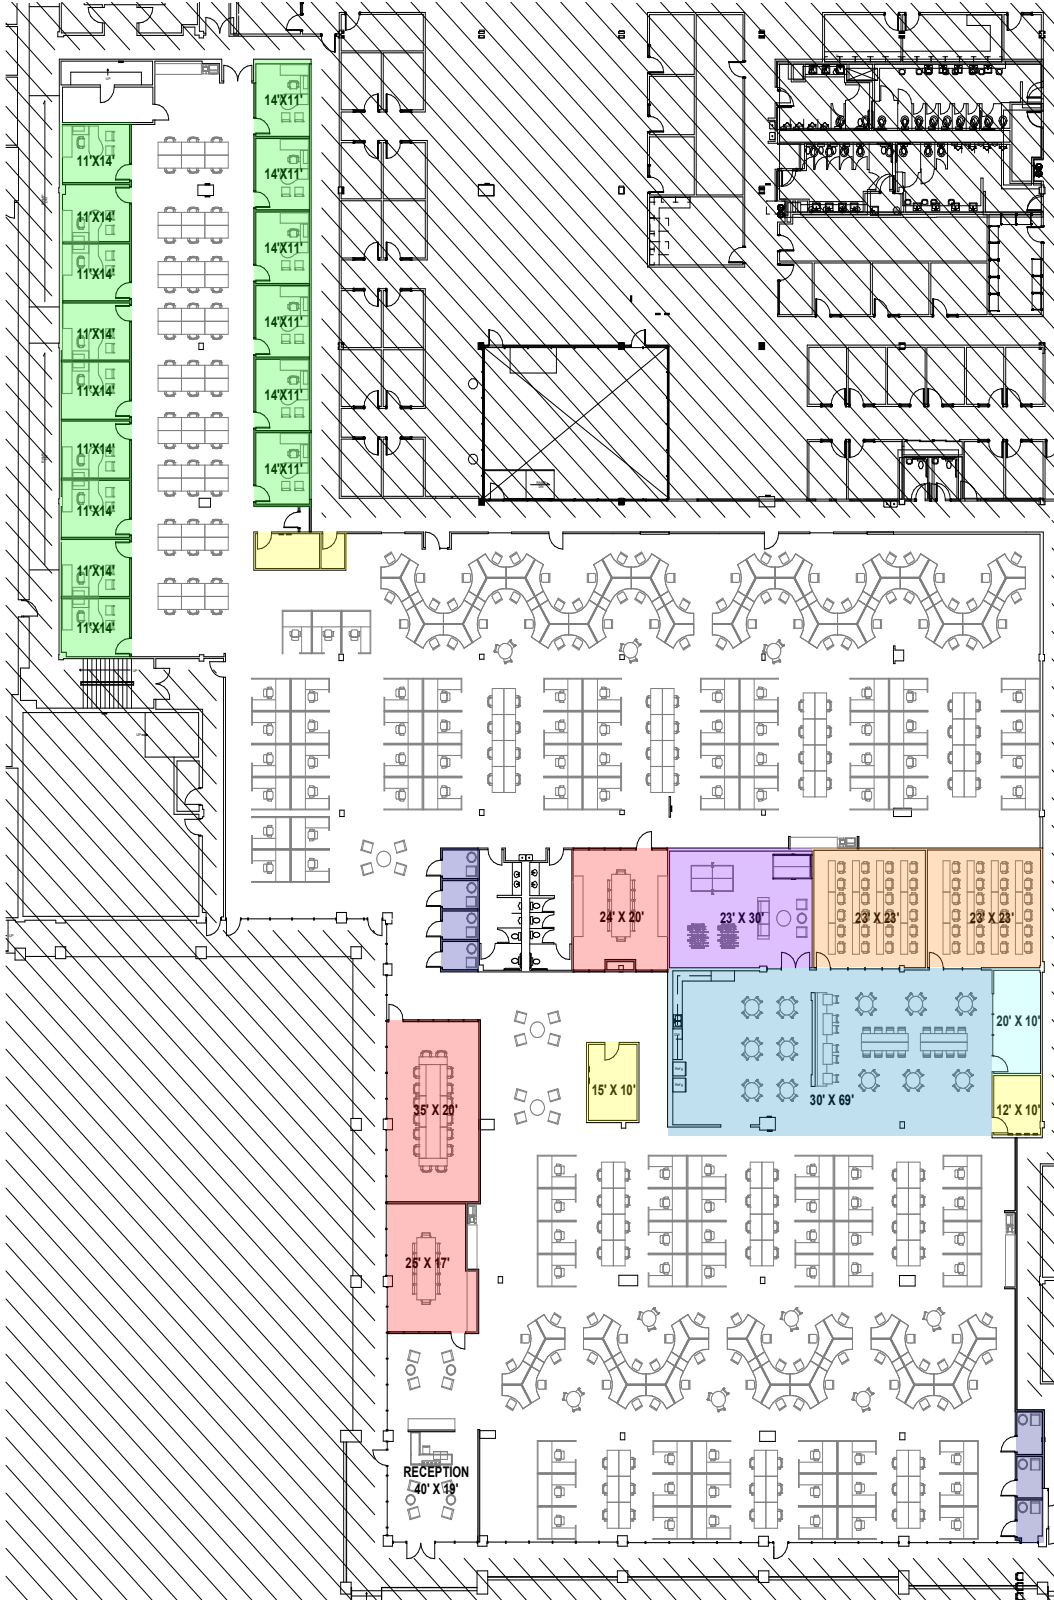 14'X11'
11'X14'
14'X11'
11'X14'
14'X11'
11'X14'
14'X11'
11'X14'
14'X11'
11'X14'
11'X14'
14'X11'
11'X14'
11'X14'
11'X14'
24' X 20'
23' X 30'
23' X 23'
23' X 23'
20' X 10'
15' X 10'
12' X 10'
30' X 69'
35' X 20'
25' X 17'
RECEPTION
40' X 19'